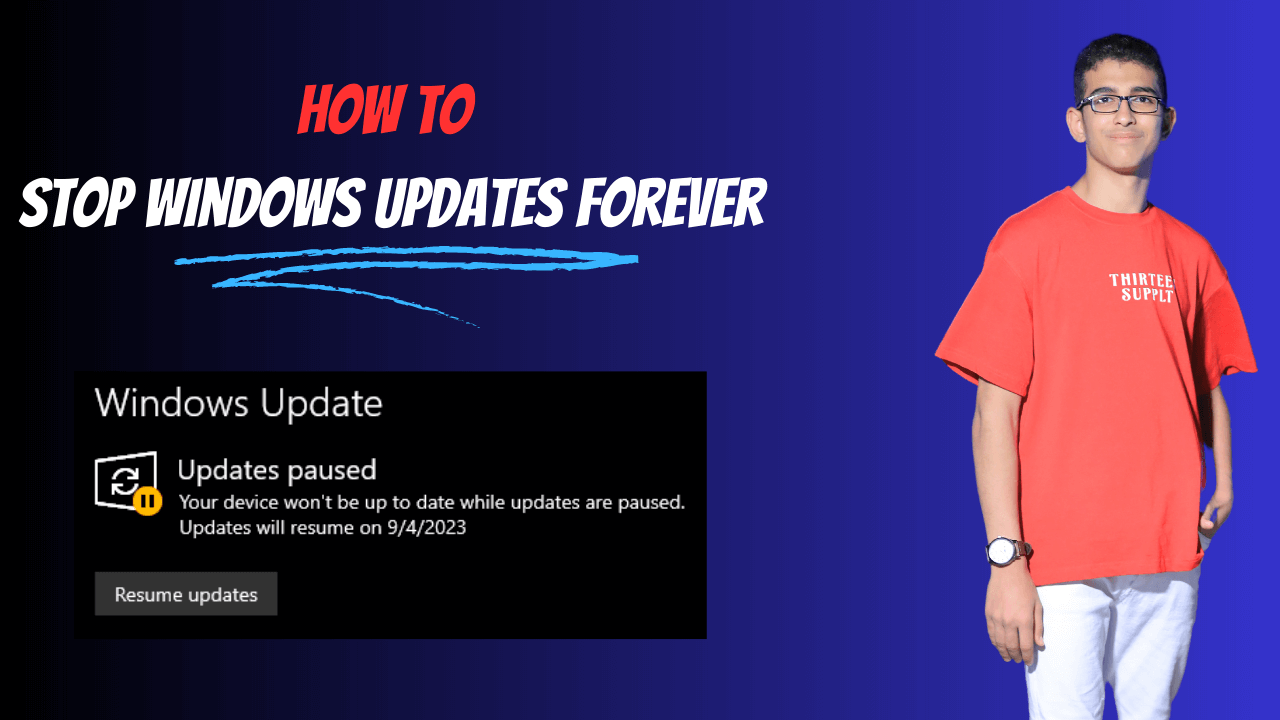 HOW TO
STOP WINDOWS UPDATES FOREVER
Windows Update
Updates paused
Your device won't be up to date while updates are paused.
Updates will resume on 9/4/2023
Resume updates
THIRTEE
SUPPLT